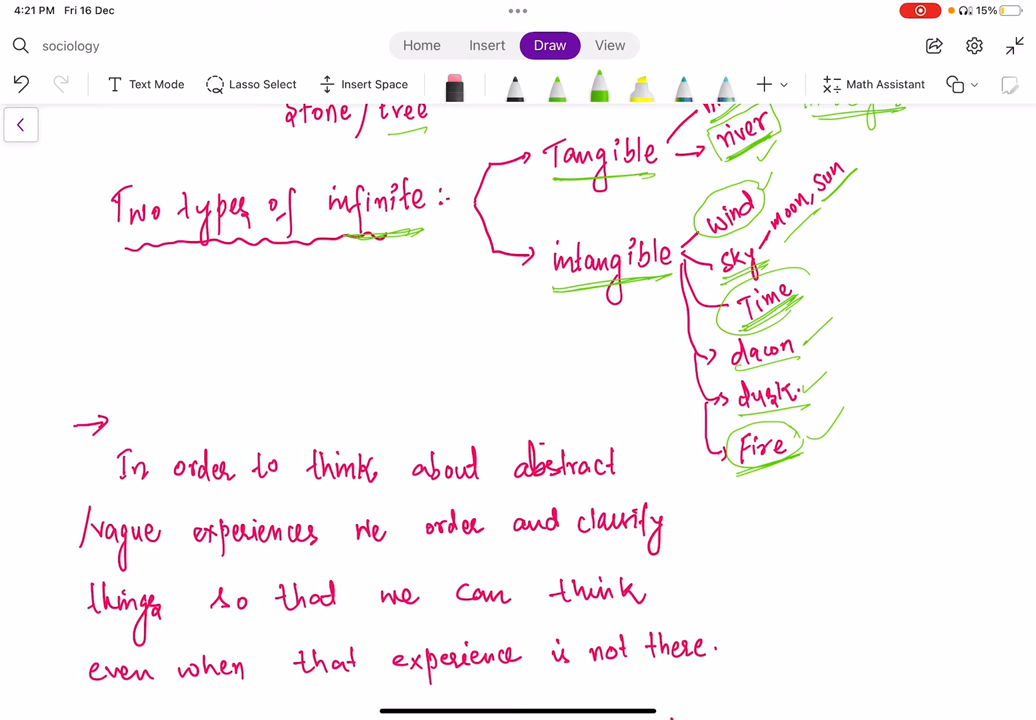 4:21 PM Fri 16 Dec
15%
sociology
Home Insert Draw View
Text Mode Lasso Select Insert Space Math Assistant
stone/tree
Two types of infinite :-
Tangible
river
intangible
wind
sky moon, sun
Time
dawn
dusk
Fire
In order to think about abstract
/vague experiences we order and classify
things so that we can think
even when that experience is not there.